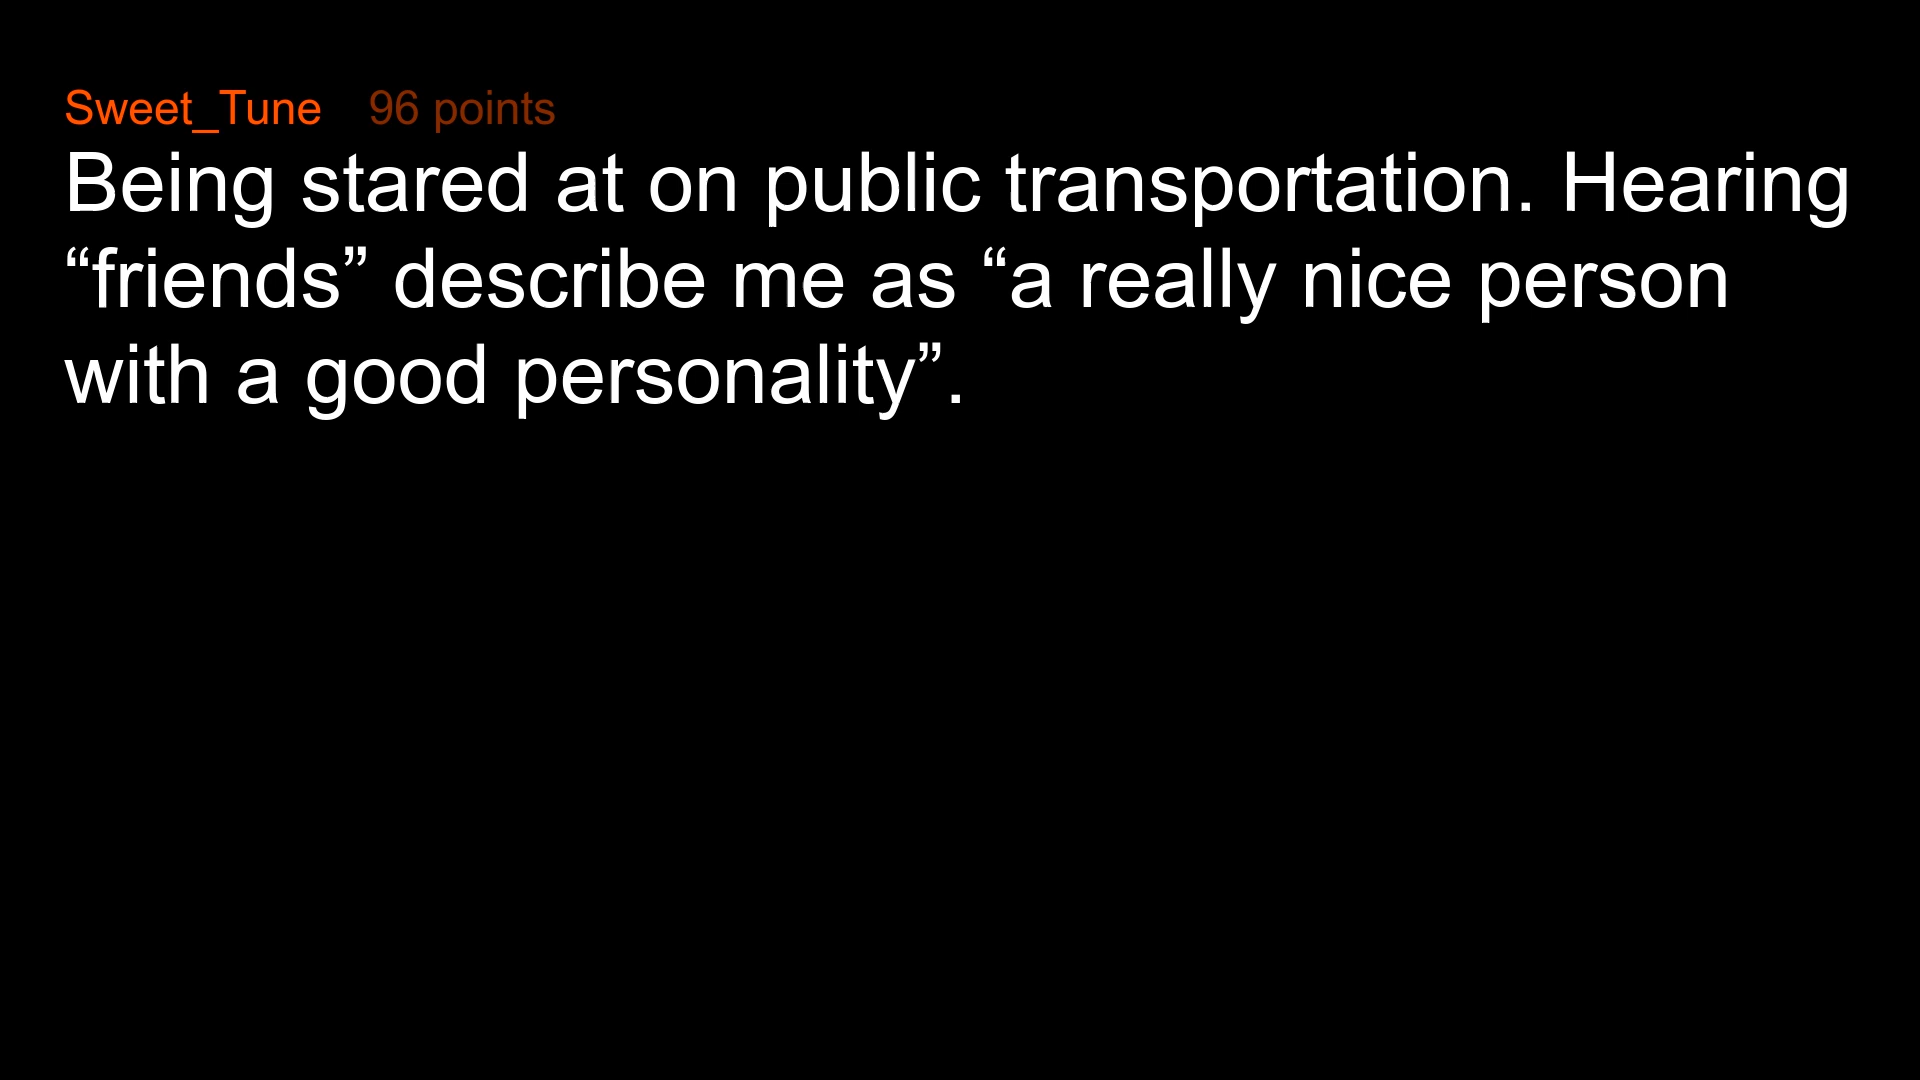 Sweet_Tune 96 points
Being stared at on public transportation. Hearing
“friends” describe me as “a really nice person
with a good personality”.